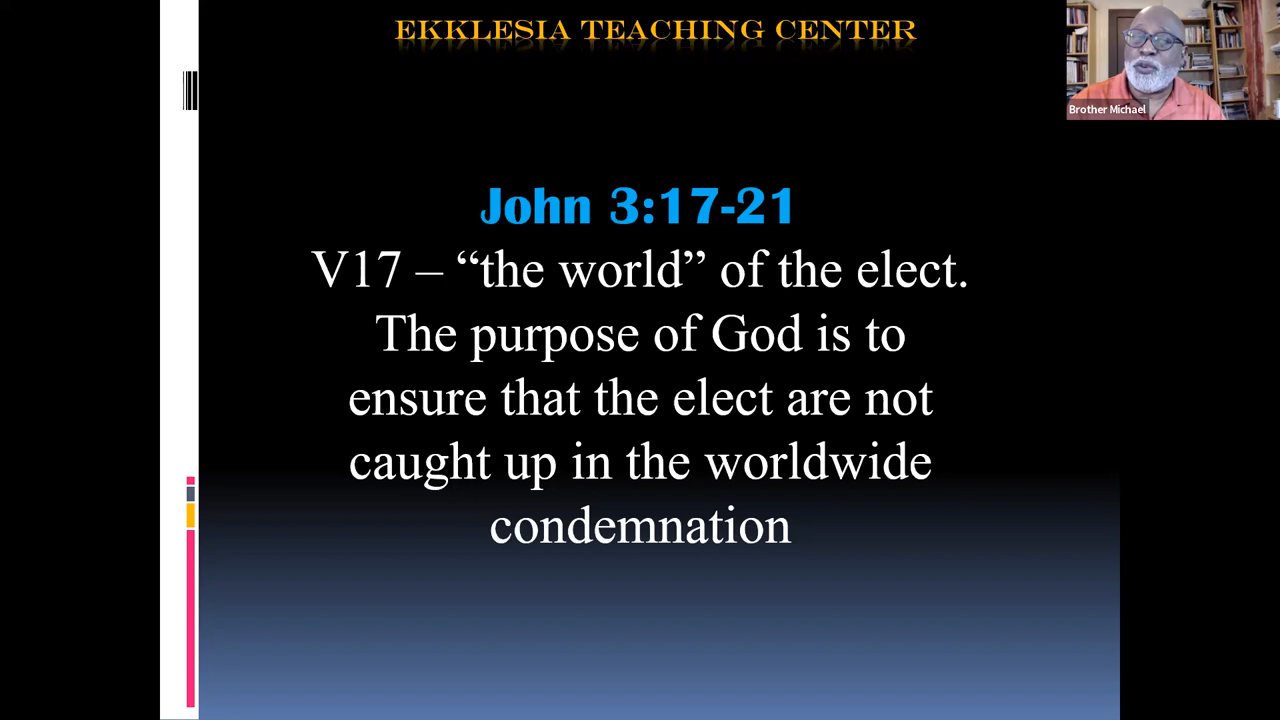 EKKLESIA TEACHING CENTER
Brother Michael
John 3:17-21
V17 – “the world” of the elect.
The purpose of God is to
ensure that the elect are not
caught up in the worldwide
condemnation